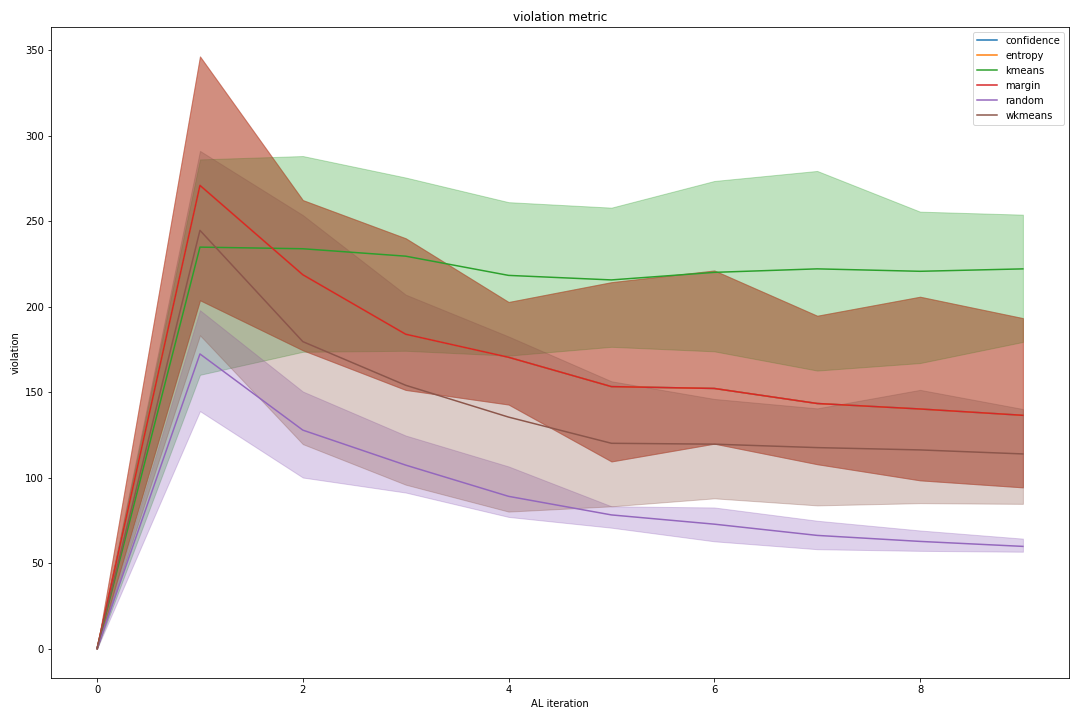 violation metric
confidence
entropy
kmeans
margin
random
wkmeans
350
300
250
200
150
100
50
0
violation
0 2 4 6 8
AL iteration